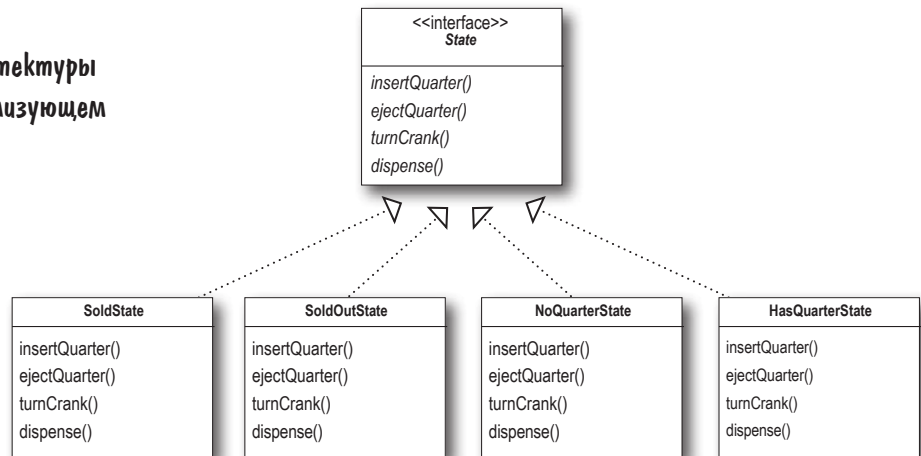 <<interface>>
State
тектуры
лизующем
insertQuarter()
ejectQuarter()
turnCrank()
dispense()
SoldState
insertQuarter()
ejectQuarter()
turnCrank()
dispense()
SoldOutState
insertQuarter()
ejectQuarter()
turnCrank()
dispense()
NoQuarterState
insertQuarter()
ejectQuarter()
turnCrank()
dispense()
HasQuarterState
insertQuarter()
ejectQuarter()
turnCrank()
dispense()